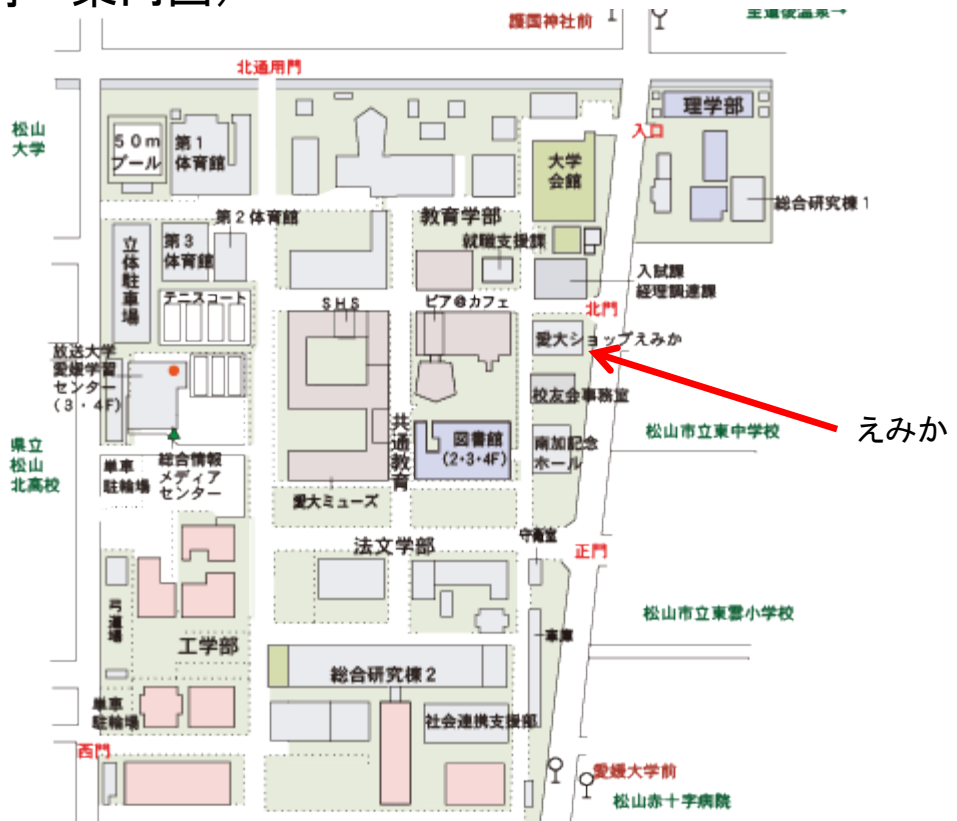 案内図）
護国神社前
至道後温泉→
北通用門
松山
大学
５０ｍ
プール
第１
体育館
大学
会館
入口
理学部
総合研究棟１
教育学部
第２体育館
就職支援課
立体駐車場
第３
体育館
入試課
経理調達課
テニスコート
ＳＨＳ
ピア＠カフェ
北門
愛大ショップえみか
放送大学
愛媛学習
センター
（３・４F）
校友会事務室
えみか
共通教育
図書館
（2・3・4F）
南加記念
ホール
松山市立東中学校
県立
松山
北高校
単車
駐輪場
総合情報
メディア
センター
愛大ミューズ
守衛室
法文学部
正門
弓道場
工学部
松山市立東雲小学校
車庫
総合研究棟２
単車
駐輪場
社会連携支援部
西門
愛媛大学前
松山赤十字病院